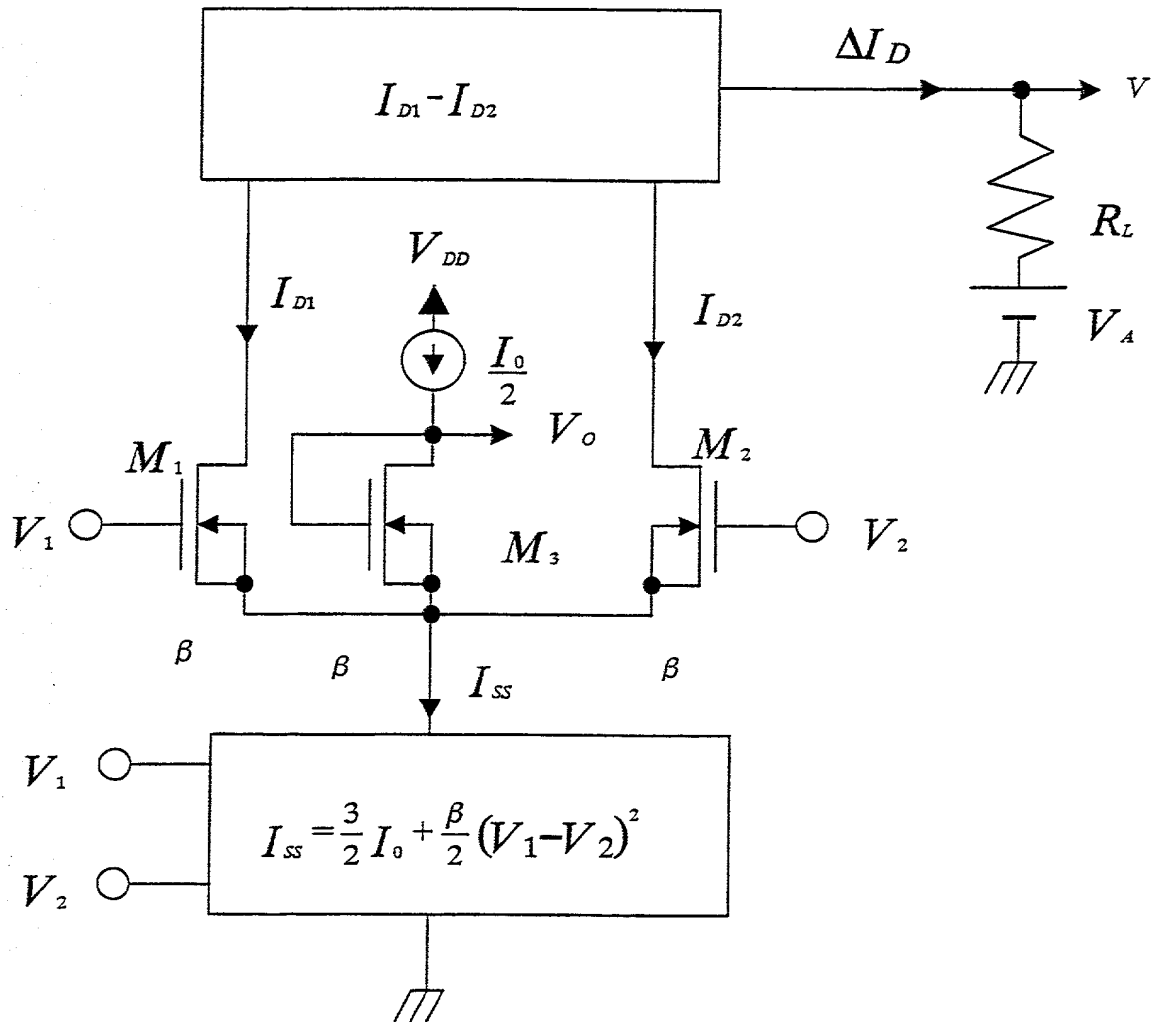 ΔI_D
I_D1 - I_D2
V
R_L
V_DD
I_D1
I_D2
V_A
I_0/2
V_O
M_1
M_2
V_1
M_3
V_2
β
β
β
I_SS
V_1
I_SS = 3/2 I_0 + β/2 (V_1 - V_2)^2
V_2